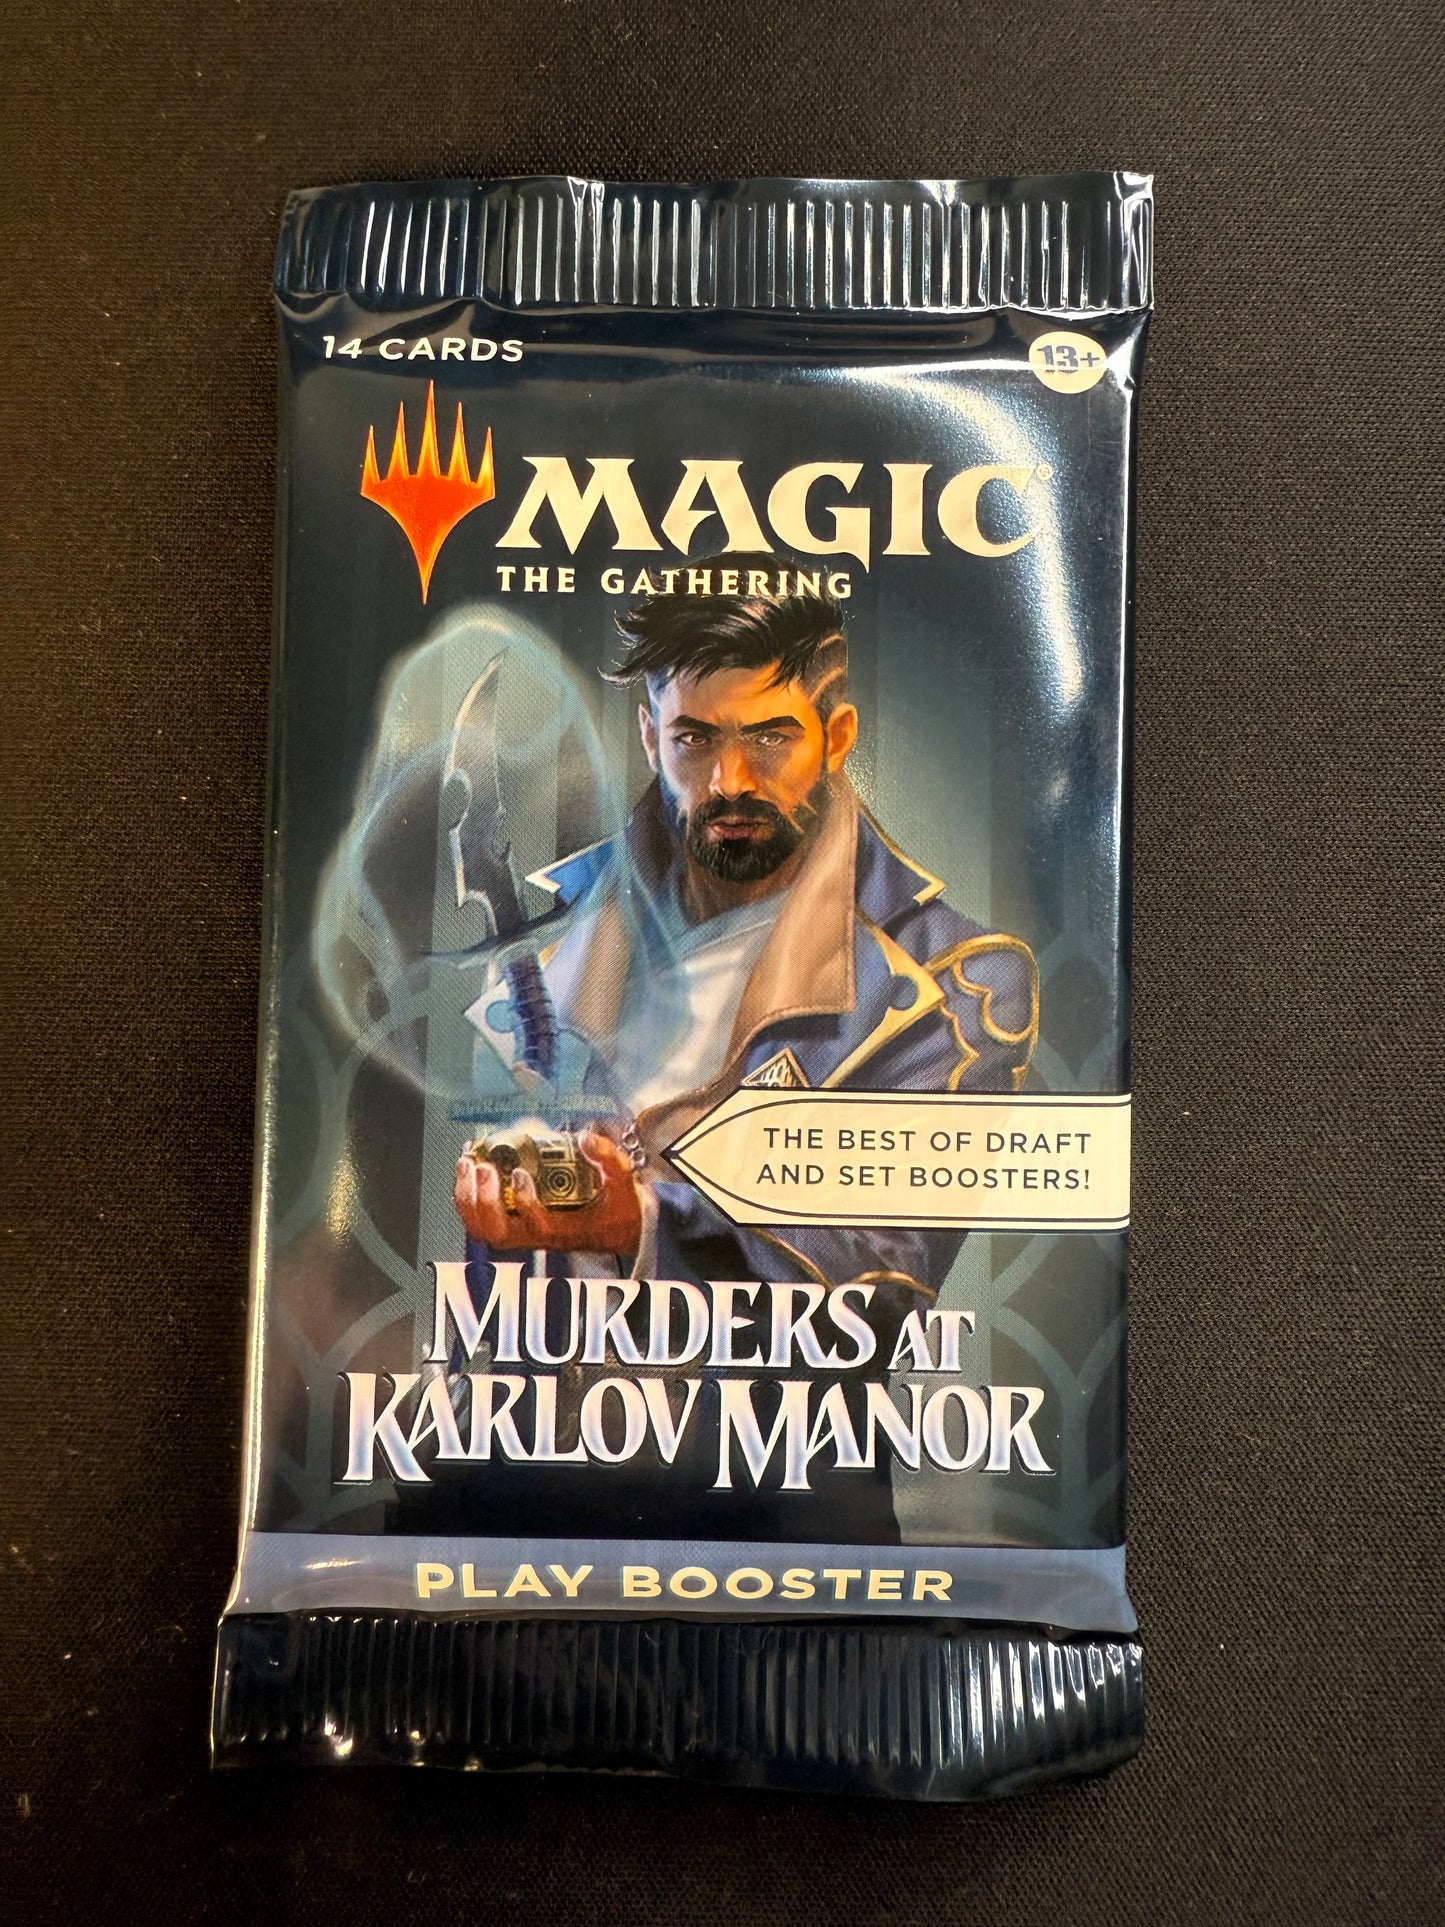 14 CARDS
13+
MAGIC®
THE GATHERING
THE BEST OF DRAFT
AND SET BOOSTERS!
MURDERS AT
KARLOV MANOR
PLAY BOOSTER